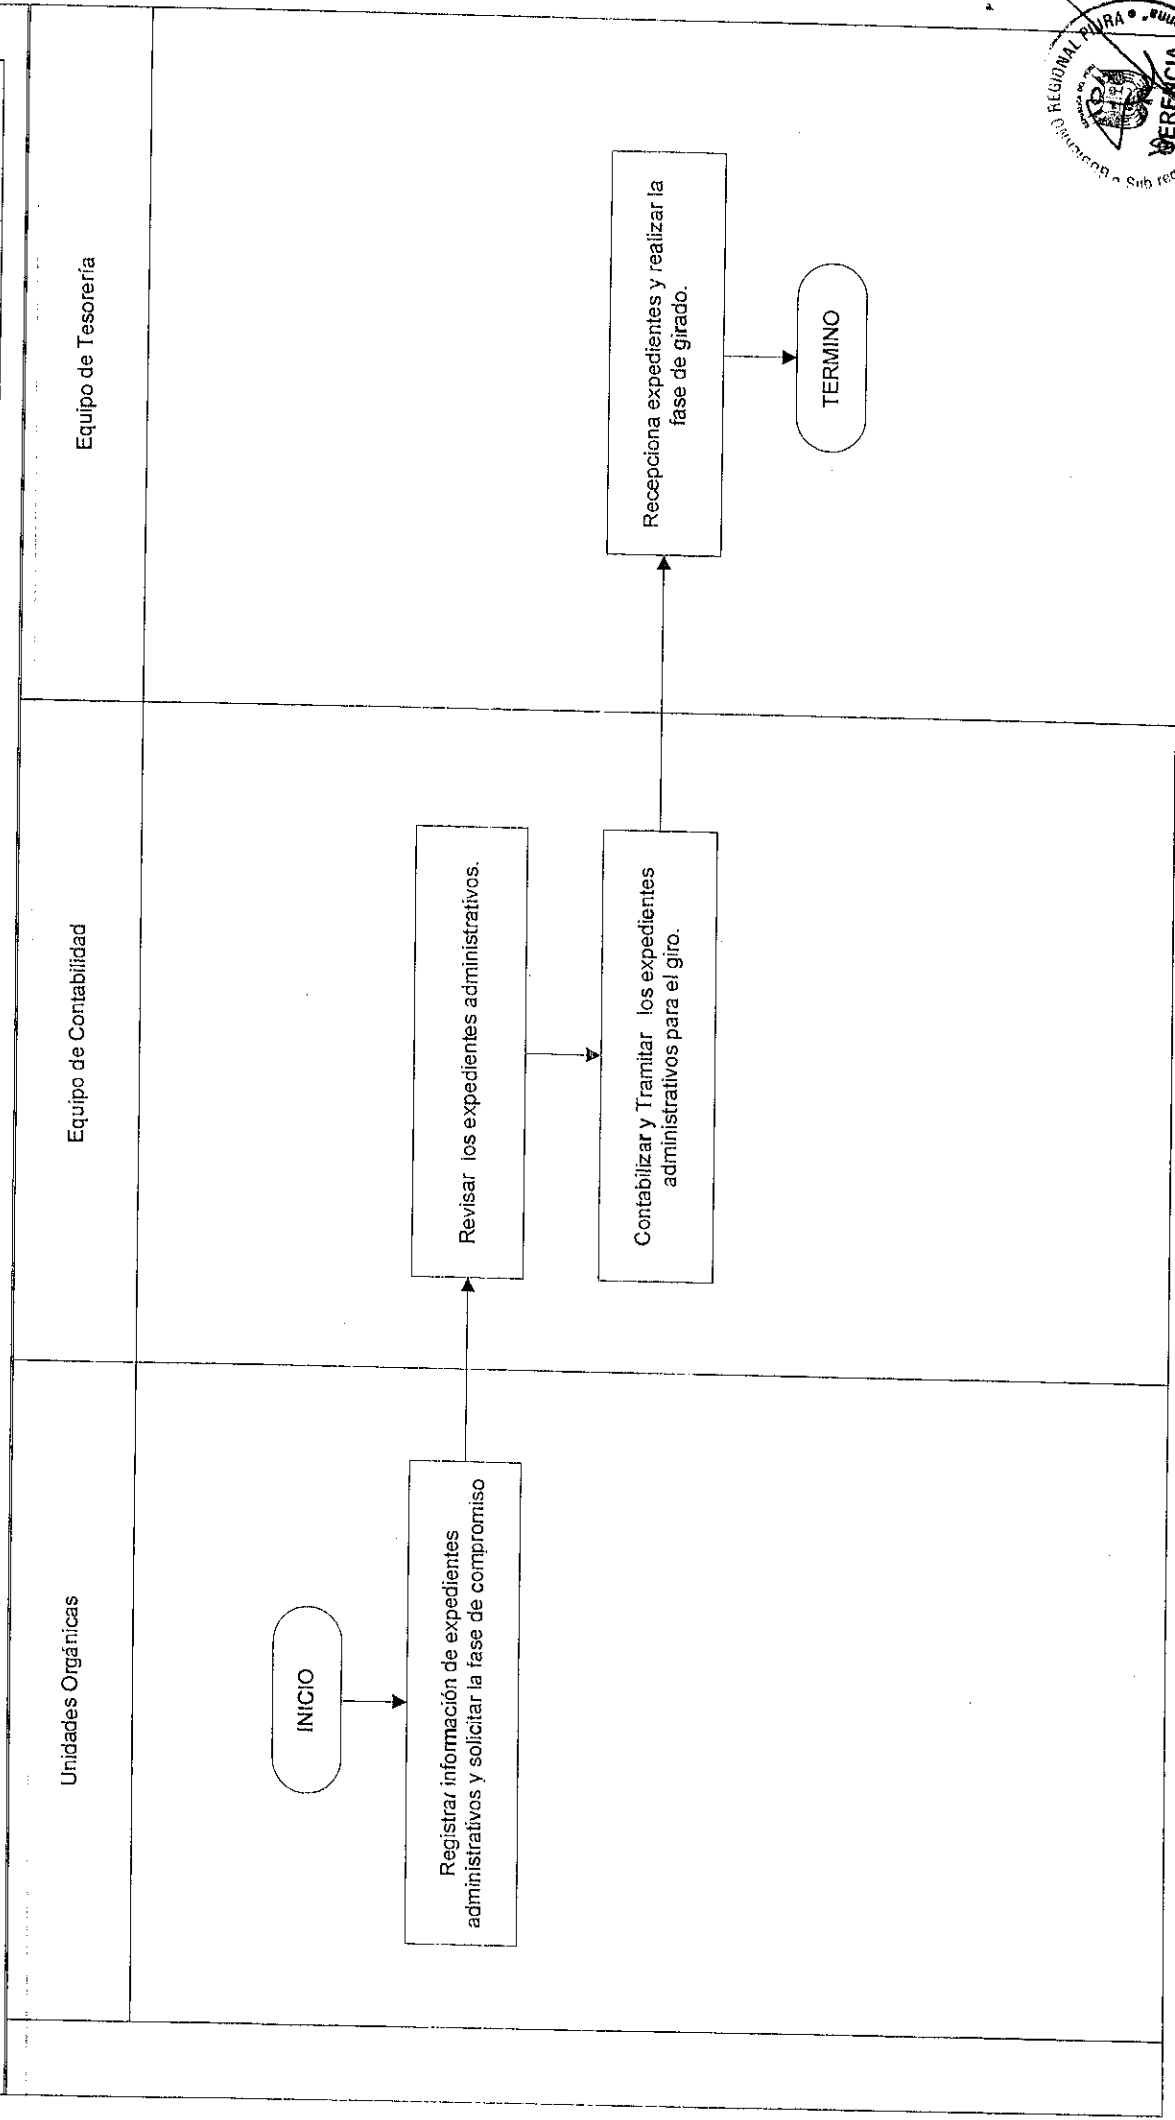 Unidades Orgánicas
Equipo de Contabilidad
Equipo de Tesorería
INICIO
Registrar información de expedientes
administrativos y solicitar la fase de compromiso
Revisar los expedientes administrativos.
Contabilizar y Tramitar los expedientes
administrativos para el giro.
Recepciona expedientes y realizar la
fase de girado.
TERMINO
REGIONAL PIURA
Sub